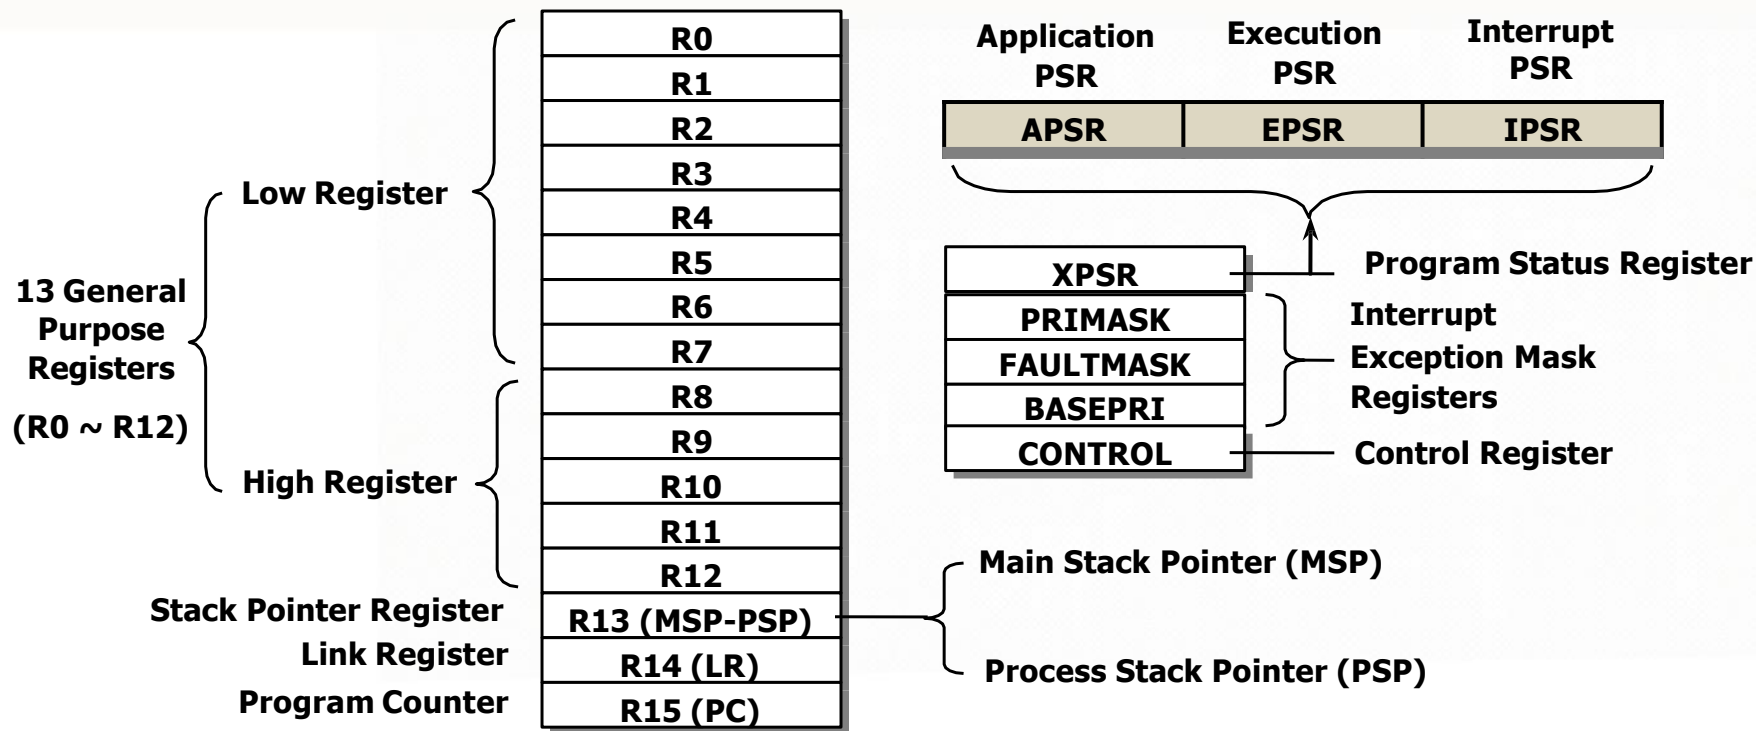 R0
R1
R2
R3
R4
R5
R6
R7
R8
R9
R10
R11
R12
R13 (MSP-PSP)
R14 (LR)
R15 (PC)
Low Register
High Register
13 General
Purpose
Registers
(R0 ~ R12)
Stack Pointer Register
Link Register
Program Counter
Application
PSR
Execution
PSR
Interrupt
PSR
APSR
EPSR
IPSR
XPSR
PRIMASK
FAULTMASK
BASEPRI
CONTROL
Program Status Register
Interrupt
Exception Mask
Registers
Control Register
Main Stack Pointer (MSP)
Process Stack Pointer (PSP)